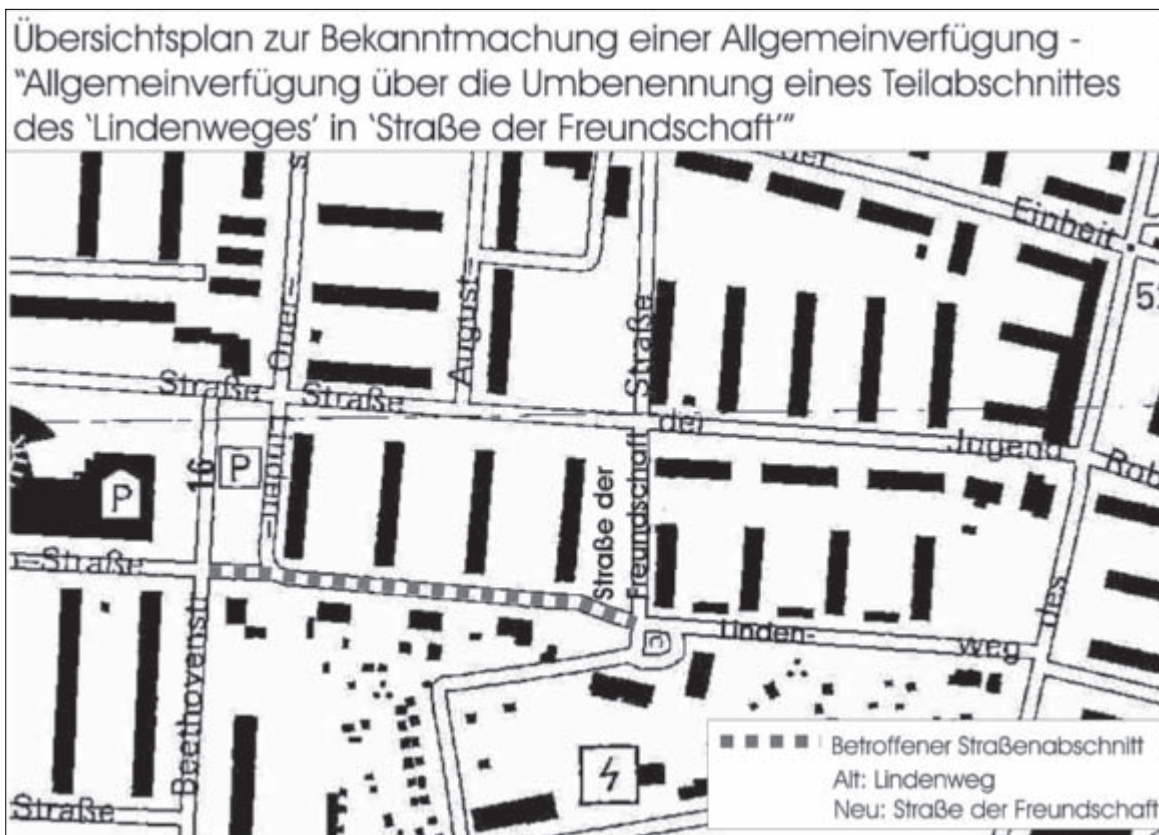 Übersichtsplan zur Bekanntmachung einer Allgemeinverfügung -
“Allgemeinverfügung über die Umbenennung eines Teilabschnittes
des ‘Lindenweges’ in ‘Straße der Freundschaft’”
der
Einheit
Quer-
August-
Straße
Straße
Straße
der
Jugend
16
P
P
Straße der
Freundschaft
-Straße
des
Linden-
weg
Beethovenstr.
Straße
Betroffener Straßenabschnitt
Alt: Lindenweg
Neu: Straße der Freundschaft